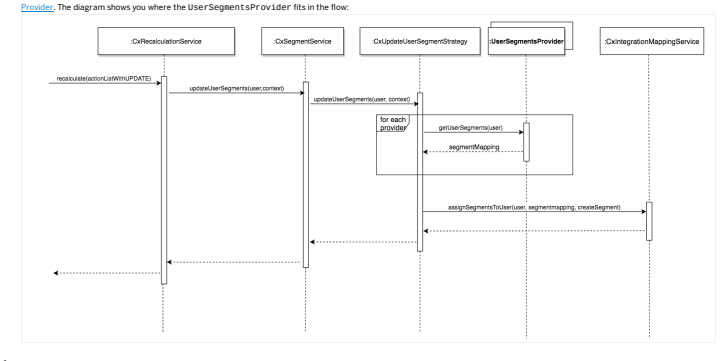 Provider. The diagram shows you where the UserSegmentsProvider fits in the flow:
:CxRecalculationService
:CxSegmentService
:CxUpdateUserSegmentStrategy
:UserSegmentsProvider
:CxIntegrationMappingService
recalculate(actionListWithUPDATE)
updateUserSegments(user,context)
updateUserSegments(user, context)
for each
provider
getUserSegments(user)
segmentMapping
assignSegmentsToUser(user, segmentmapping, createSegment)